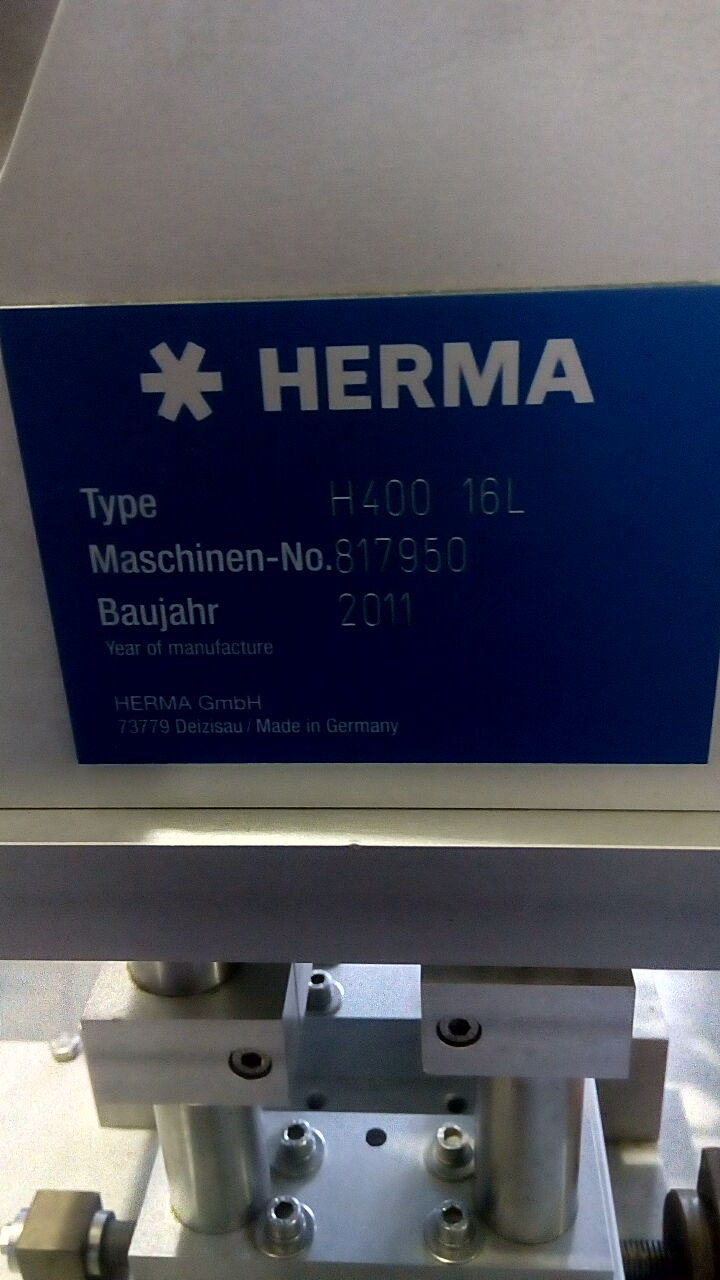 HERMA
Type H400 16L
Maschinen-No. 817950
Baujahr 2011
Year of manufacture
HERMA GmbH
73779 Deizisau / Made in Germany